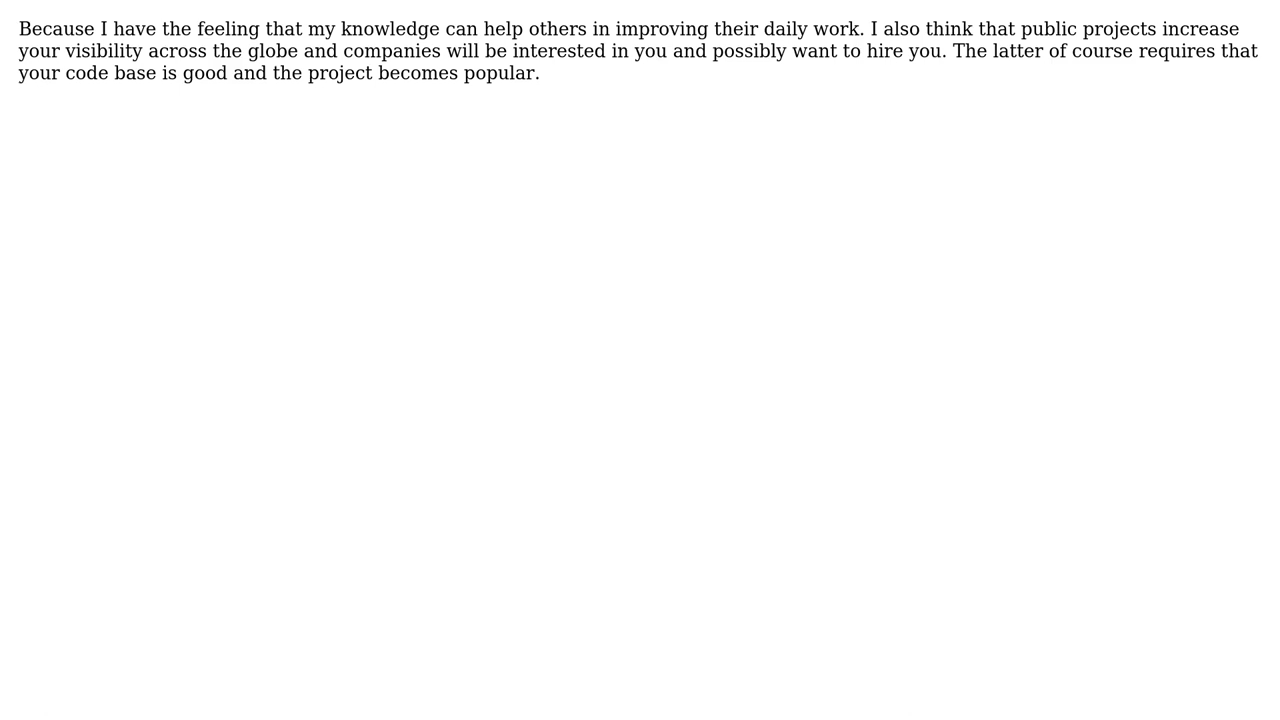 Because I have the feeling that my knowledge can help others in improving their daily work. I also think that public projects increase
your visibility across the globe and companies will be interested in you and possibly want to hire you. The latter of course requires that
your code base is good and the project becomes popular.